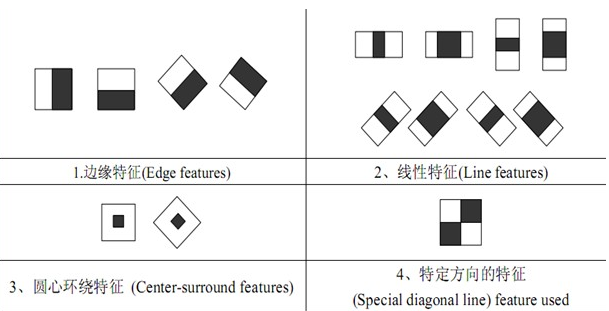 1.边缘特征(Edge features)
2、线性特征(Line features)
3、圆心环绕特征 (Center-surround features)
4、特定方向的特征
(Special diagonal line) feature used